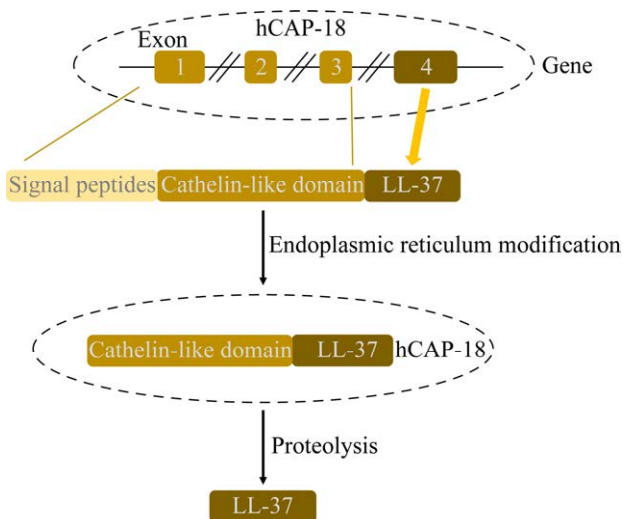 hCAP-18
Exon
1 2 3 4
Gene
Signal peptides Cathelin-like domain LL-37
Endoplasmic reticulum modification
Cathelin-like domain LL-37 hCAP-18
Proteolysis
LL-37